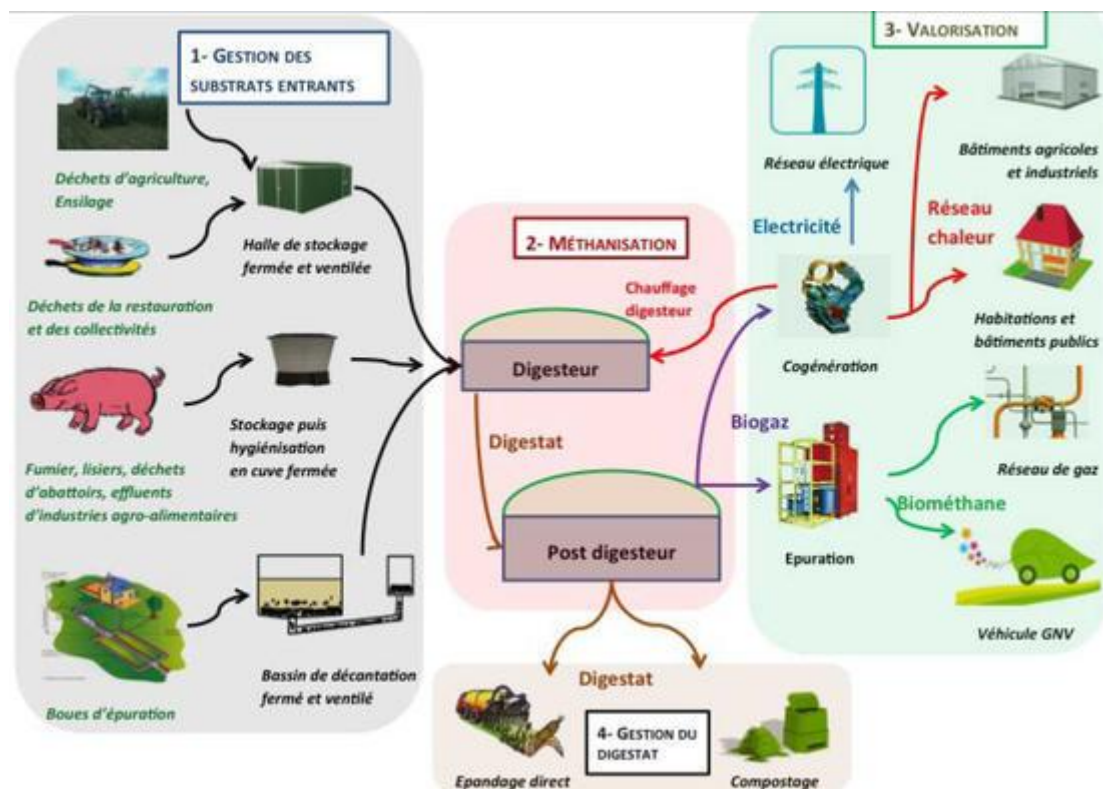 1- GESTION DES
SUBSTRATS ENTRANTS
Déchets d'agriculture,
Ensilage
Halle de stockage
fermée et ventilée
Déchets de la restauration
et des collectivités
Stockage puis
hygiénisation
en cuve fermée
Fumier, lisiers, déchets
d'abattoirs, effluents
d'industries agro-alimentaires
Bassin de décantation
fermé et ventilé
Boues d'épuration
2- MÉTHANISATION
Chauffage
digesteur
Digesteur
Digestat
Post digesteur
Biogaz
3- VALORISATION
Réseau électrique
Bâtiments agricoles
et industriels
Electricité
Réseau
chaleur
Cogénération
Habitations et
bâtiments publics
Réseau de gaz
Biométhane
Epuration
Véhicule GNV
Digestat
4- GESTION DU
DIGESTAT
Epandage direct
Compostage